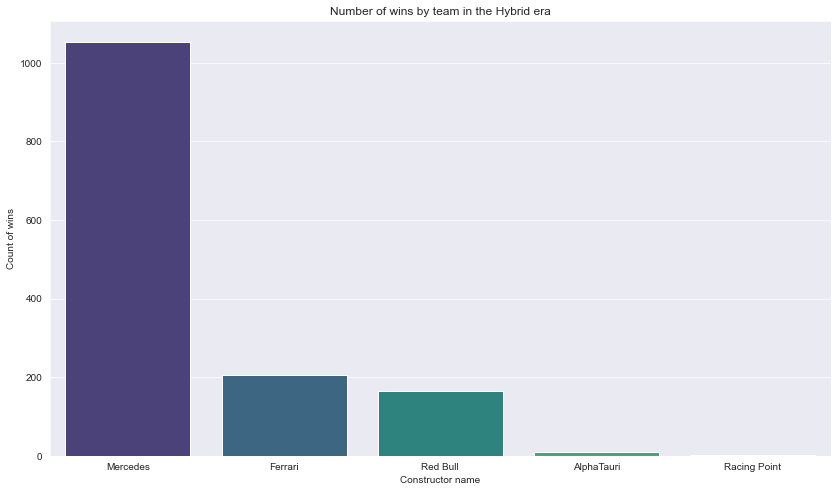 Number of wins by team in the Hybrid era
1000
800
600
400
200
0
Count of wins
Mercedes
Ferrari
Red Bull
AlphaTauri
Racing Point
Constructor name